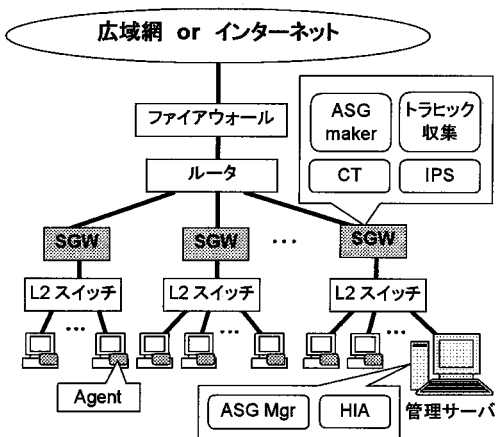 広域網 or インターネット
ファイアウォール
ルータ
ASG
maker
トラヒック
収集
CT
IPS
SGW
SGW
…
SGW
L2 スイッチ
L2 スイッチ
L2 スイッチ
…
…
…
Agent
ASG Mgr
HIA
管理サーバ